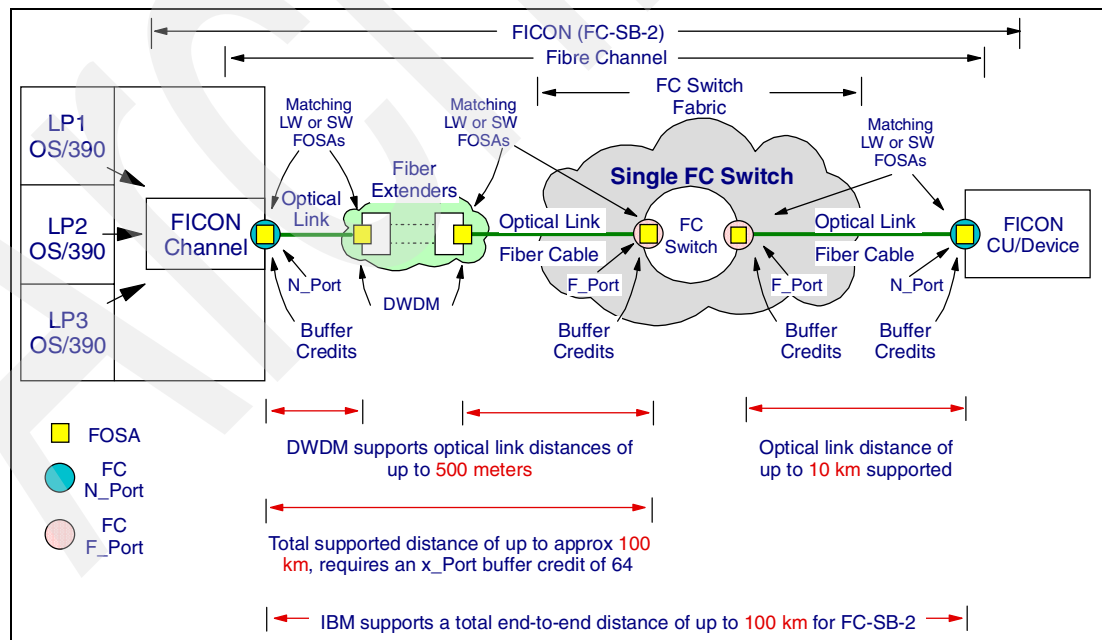 FICON (FC-SB-2)
Fibre Channel
FC Switch
Fabric
LP1
OS/390
LP2
OS/390
LP3
OS/390
FICON
Channel
Matching
LW or SW
FOSAs
Optical
Link
Fiber
Extenders
Matching
LW or SW
FOSAs
Single FC Switch
Matching
LW or SW
FOSAs
Optical Link
Fiber Cable
FC
Switch
Optical Link
Fiber Cable
FICON
CU/Device
N_Port
DWDM
F_Port
F_Port
N_Port
Buffer
Credits
Buffer
Credits
Buffer
Credits
Buffer
Credits
FOSA
FC
N_Port
FC
F_Port
DWDM supports optical link distances of
up to 500 meters
Optical link distance of
up to 10 km supported
Total supported distance of up to approx 100
km, requires an x_Port buffer credit of 64
IBM supports a total end-to-end distance of up to 100 km for FC-SB-2